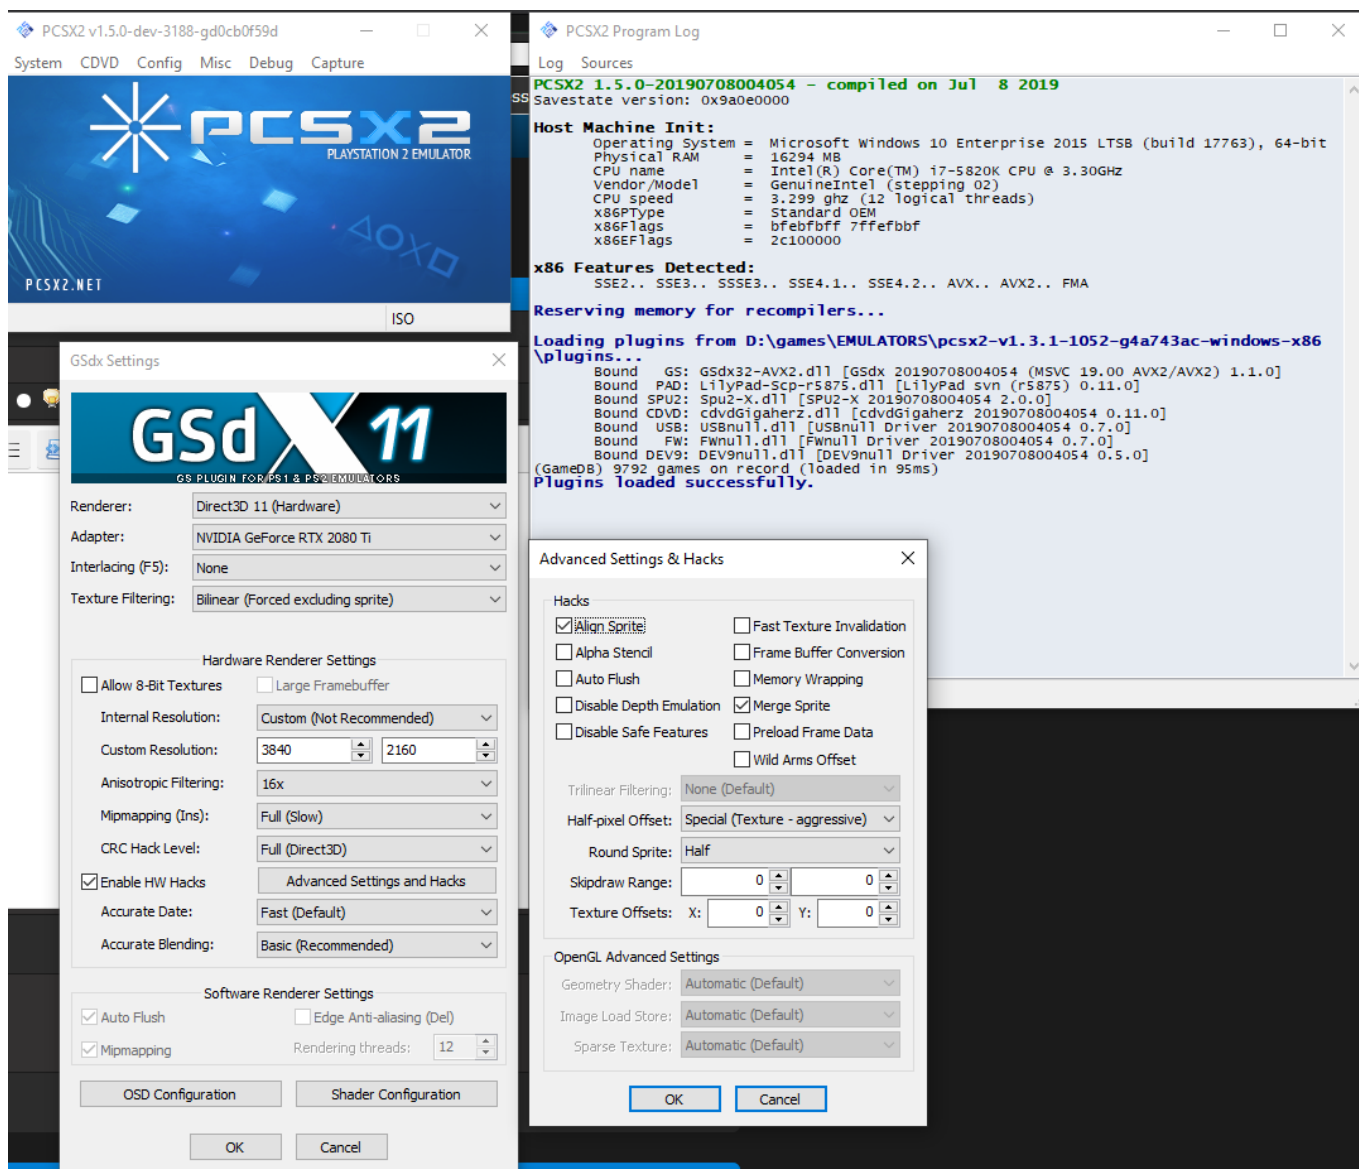 PCSX2 v1.5.0-dev-3188-gd0cb0f59d
System CDVD Config Misc Debug Capture
PCSX2
PLAYSTATION 2 EMULATOR
PCSX2.NET
ISO
PCSX2 Program Log
Log Sources
PCSX2 1.5.0-20190708004054 - compiled on Jul  8 2019
Savestate version: 0x9a0e0000
Host Machine Init:
Operating System = Microsoft Windows 10 Enterprise 2015 LTSB (build 17763), 64-bit
Physical RAM = 16294 MB
CPU name = Intel(R) Core(TM) i7-5820K CPU @ 3.30GHz
Vendor/Model = GenuineIntel (stepping 02)
CPU speed = 3.299 ghz (12 logical threads)
x86PType = Standard OEM
x86Flags = bfebfbff 7ffefbbf
x86EFlags = 2c100000
x86 Features Detected:
SSE2.. SSE3.. SSSE3.. SSE4.1.. SSE4.2.. AVX.. AVX2.. FMA
Reserving memory for recompilers...
Loading plugins from D:\games\EMULATORS\pcsx2-v1.3.1-1052-g4a743ac-windows-x86
\plugins...
Bound GS: GSdx32-AVX2.dll [GSdx 20190708004054 (MSVC 19.00 AVX2/AVX2) 1.1.0]
Bound PAD: LilyPad-Scp-r5875.dll [LilyPad svn (r5875) 0.11.0]
Bound SPU2: Spu2-X.dll [SPU2-X 20190708004054 2.0.0]
Bound CDVD: cdvdGigaherz.dll [cdvdGigaherz 20190708004054 0.11.0]
Bound USB: USBnull.dll [USBnull Driver 20190708004054 0.7.0]
Bound FW: FWnull.dll [FWnull Driver 20190708004054 0.7.0]
Bound DEV9: DEV9null.dll [DEV9null Driver 20190708004054 0.5.0]
(GameDB) 9792 games on record (loaded in 95ms)
Plugins loaded successfully.
GSdx Settings
GSdX 11
GS PLUGIN FOR PS1 & PS2 EMULATORS
Renderer: Direct3D 11 (Hardware)
Adapter: NVIDIA GeForce RTX 2080 Ti
Interlacing (F5): None
Texture Filtering: Bilinear (Forced excluding sprite)
Hardware Renderer Settings
Allow 8-Bit Textures Large Framebuffer
Internal Resolution: Custom (Not Recommended)
Custom Resolution: 3840 2160
Anisotropic Filtering: 16x
Mipmapping (Ins): Full (Slow)
CRC Hack Level: Full (Direct3D)
Enable HW Hacks Advanced Settings and Hacks
Accurate Date: Fast (Default)
Accurate Blending: Basic (Recommended)
Software Renderer Settings
Auto Flush Edge Anti-aliasing (Del)
Mipmapping Rendering threads: 12
OSD Configuration Shader Configuration
OK Cancel
Advanced Settings & Hacks
Hacks
Align Sprite Fast Texture Invalidation
Alpha Stencil Frame Buffer Conversion
Auto Flush Memory Wrapping
Disable Depth Emulation Merge Sprite
Disable Safe Features Preload Frame Data
Wild Arms Offset
Trilinear Filtering: None (Default)
Half-pixel Offset: Special (Texture - aggressive)
Round Sprite: Half
Skipdraw Range: 0 0
Texture Offsets: X: 0 Y: 0
OpenGL Advanced Settings
Geometry Shader: Automatic (Default)
Image Load Store: Automatic (Default)
Sparse Texture: Automatic (Default)
OK Cancel